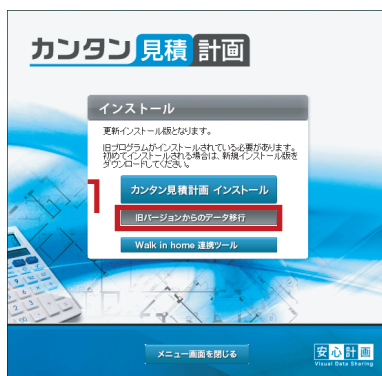 カンタン見積計画
インストール
更新インストール版となります。
旧プログラムがインストールされている必要があります。
初めてインストールされる場合は、新規インストール版を
ダウンロードしてください。
カンタン見積計画 インストール
1
旧バージョンからのデータ移行
Walk in home 連携ツール
メニュー画面を閉じる
安心計画
Visual Data Sharing